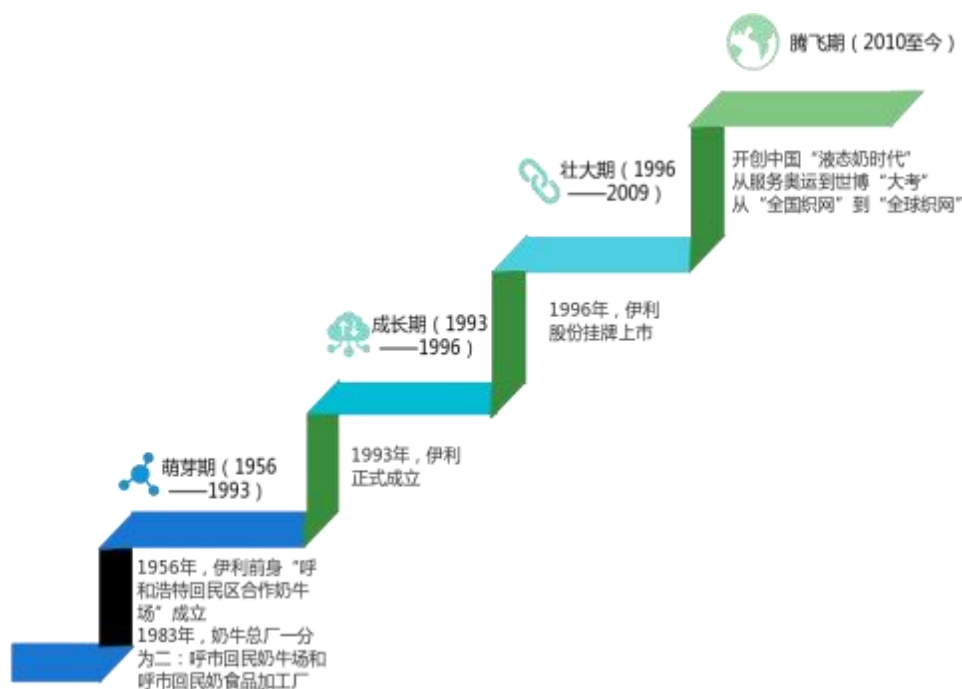 腾飞期（2010至今）
开创中国“液态奶时代”
从服务奥运到世博“大考”
从“全国织网”到“全球织网”
壮大期（1996
——2009）
1996年，伊利
股份挂牌上市
成长期（1993
——1996）
1993年，伊利
正式成立
萌芽期（1956
——1993）
1956年，伊利前身“呼
和浩特回民区合作奶牛
场”成立
1983年，奶牛总厂一分
为二：呼市回民奶牛场和
呼市回民奶食品加工厂